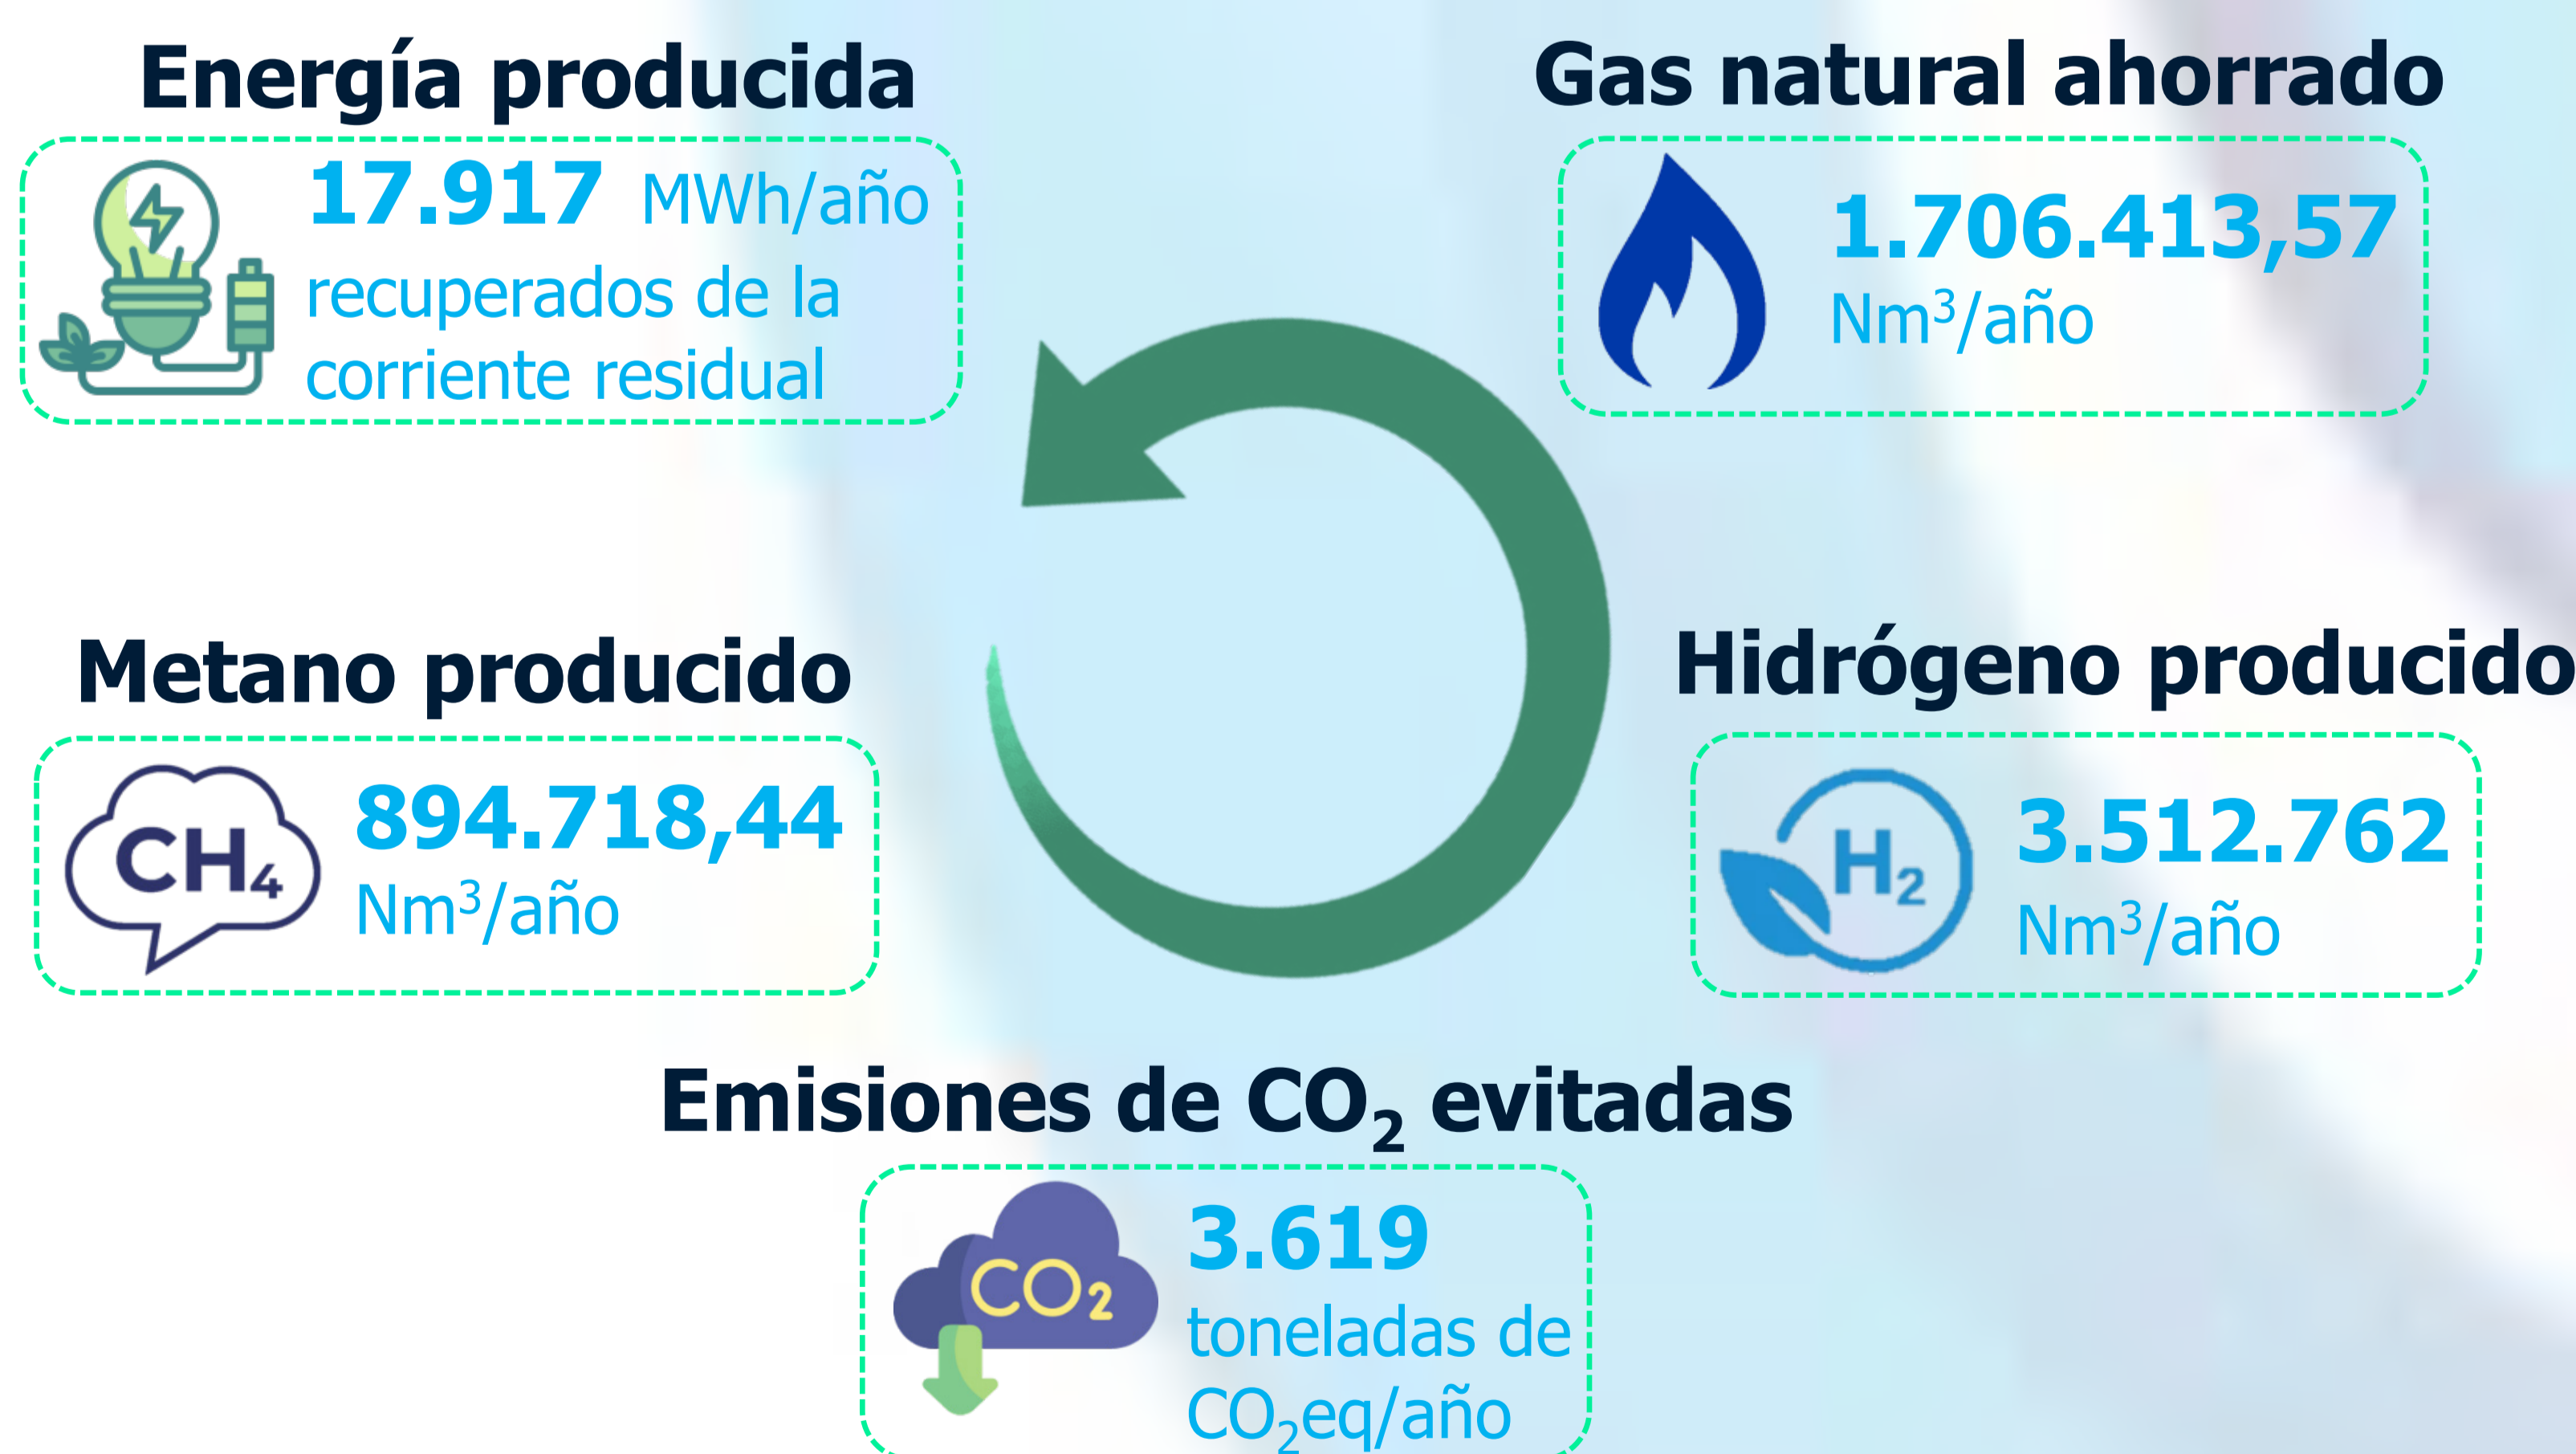 Energía producida
17.917 MWh/año
recuperados de la
corriente residual
Gas natural ahorrado
1.706.413,57
Nm³/año
Metano producido
CH₄
894.718,44
Nm³/año
Hidrógeno producido
H₂
3.512.762
Nm³/año
Emisiones de CO₂ evitadas
CO₂
3.619
toneladas de
CO₂eq/año